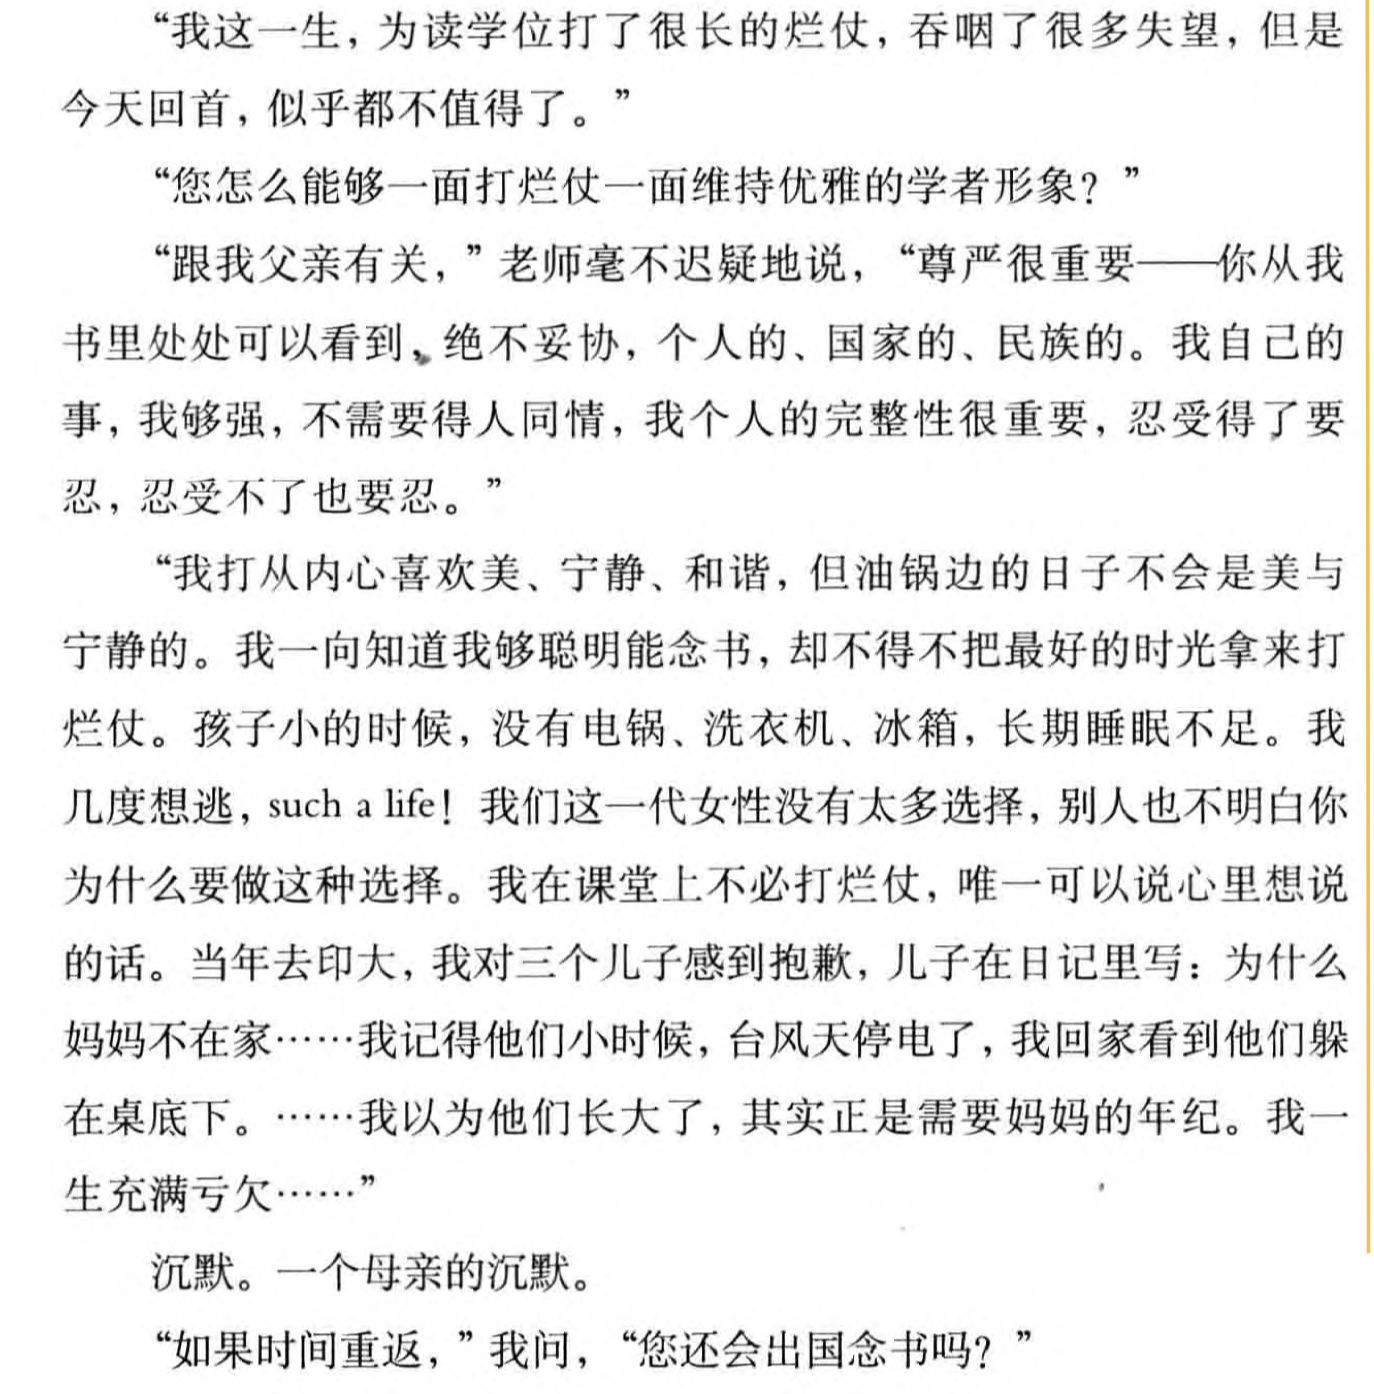 “我这一生，为读学位打了很长的烂仗，吞咽了很多失望，但是
今天回首，似乎都不值得了。”
“您怎么能够一面打烂仗一面维持优雅的学者形象？”
“跟我父亲有关，”老师毫不迟疑地说，“尊严很重要——你从我
书里处处可以看到，绝不妥协，个人的、国家的、民族的。我自己的
事，我够强，不需要得人同情，我个人的完整性很重要，忍受得了要
忍，忍受不了也要忍。”
“我打从内心喜欢美、宁静、和谐，但油锅边的日子不会是美与
宁静的。我一向知道我够聪明能念书，却不得不把最好的时光拿来打
烂仗。孩子小的时候，没有电锅、洗衣机、冰箱，长期睡眠不足。我
几度想逃，such a life！我们这一代女性没有太多选择，别人也不明白你
为什么要做这种选择。我在课堂上不必打烂仗，唯一可以说心里想说
的话。当年去印大，我对三个儿子感到抱歉，儿子在日记里写：为什么
妈妈不在家……我记得他们小时候，台风天停电了，我回家看到他们躲
在桌底下。……我以为他们长大了，其实正是需要妈妈的年纪。我一
生充满亏欠……”
沉默。一个母亲的沉默。
“如果时间重返，”我问，“您还会出国念书吗？”